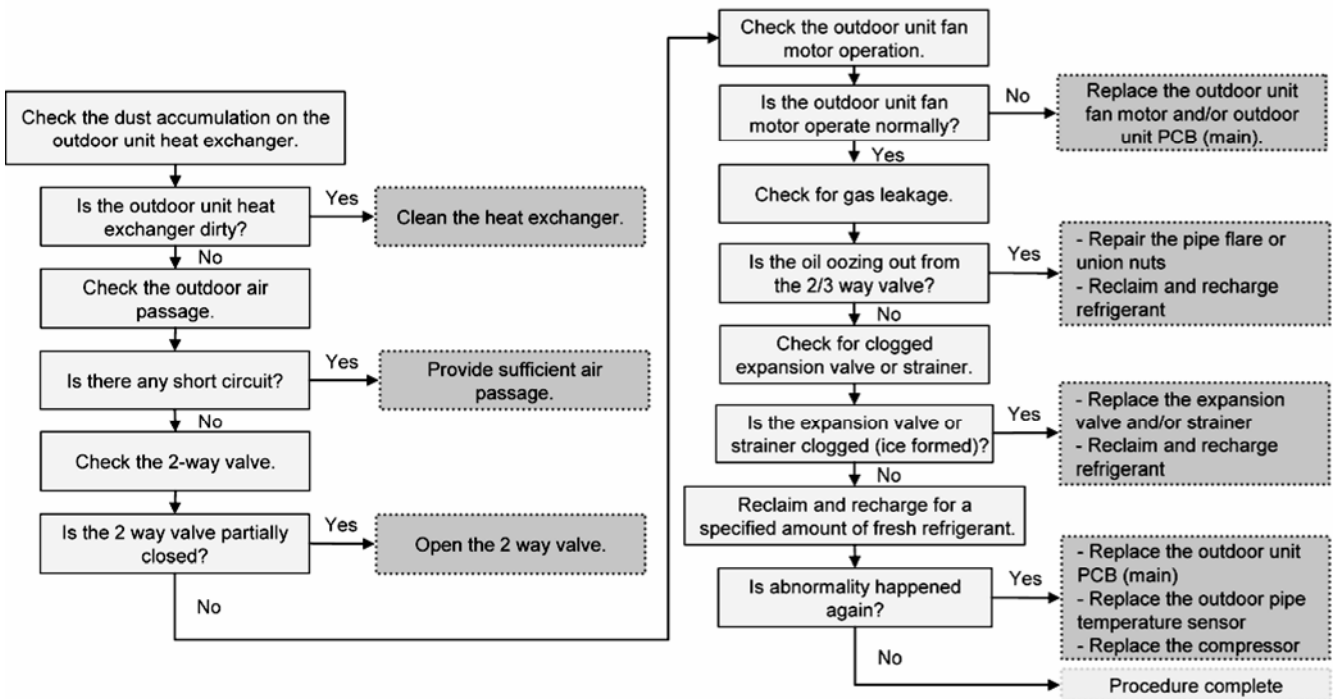 Check the dust accumulation on the
outdoor unit heat exchanger.
Is the outdoor unit heat
exchanger dirty?
Yes
Clean the heat exchanger.
No
Check the outdoor air
passage.
Is there any short circuit?
Yes
Provide sufficient air
passage.
No
Check the 2-way valve.
Is the 2 way valve partially
closed?
Yes
Open the 2 way valve.
No
Check the outdoor unit fan
motor operation.
Is the outdoor unit fan
motor operate normally?
No
Replace the outdoor unit
fan motor and/or outdoor
unit PCB (main).
Yes
Check for gas leakage.
Is the oil oozing out from
the 2/3 way valve?
Yes
- Repair the pipe flare or
union nuts
- Reclaim and recharge
refrigerant
No
Check for clogged
expansion valve or strainer.
Is the expansion valve or
strainer clogged (ice formed)?
Yes
- Replace the expansion
valve and/or strainer
- Reclaim and recharge
refrigerant
No
Reclaim and recharge for a
specified amount of fresh refrigerant.
Is abnormality happened
again?
Yes
- Replace the outdoor unit
PCB (main)
- Replace the outdoor pipe
temperature sensor
- Replace the compressor
No
Procedure complete